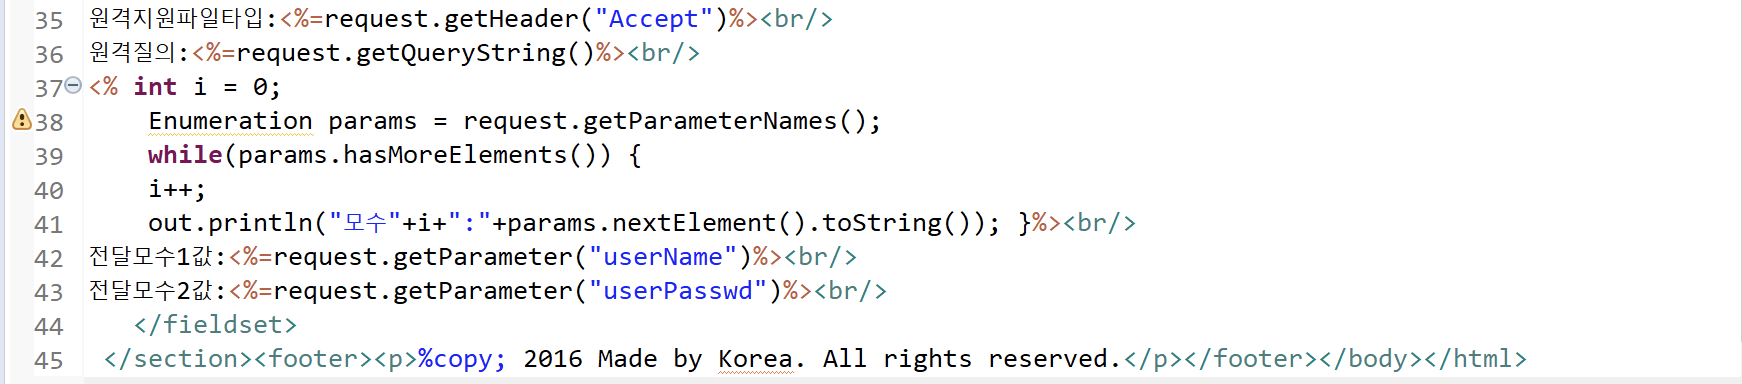 35 원격지원파일타입:<%=request.getHeader("Accept")%><br/>
36 원격질의:<%=request.getQueryString()%><br/>
37 <% int i = 0;
38 Enumeration params = request.getParameterNames();
39 while(params.hasMoreElements()) {
40 i++;
41 out.println("모수"+i+":"+params.nextElement().toString()); }%><br/>
42 전달모수1값:<%=request.getParameter("userName")%><br/>
43 전달모수2값:<%=request.getParameter("userPasswd")%><br/>
44 </fieldset>
45 </section><footer><p>%copy; 2016 Made by Korea. All rights reserved.</p></footer></body></html>